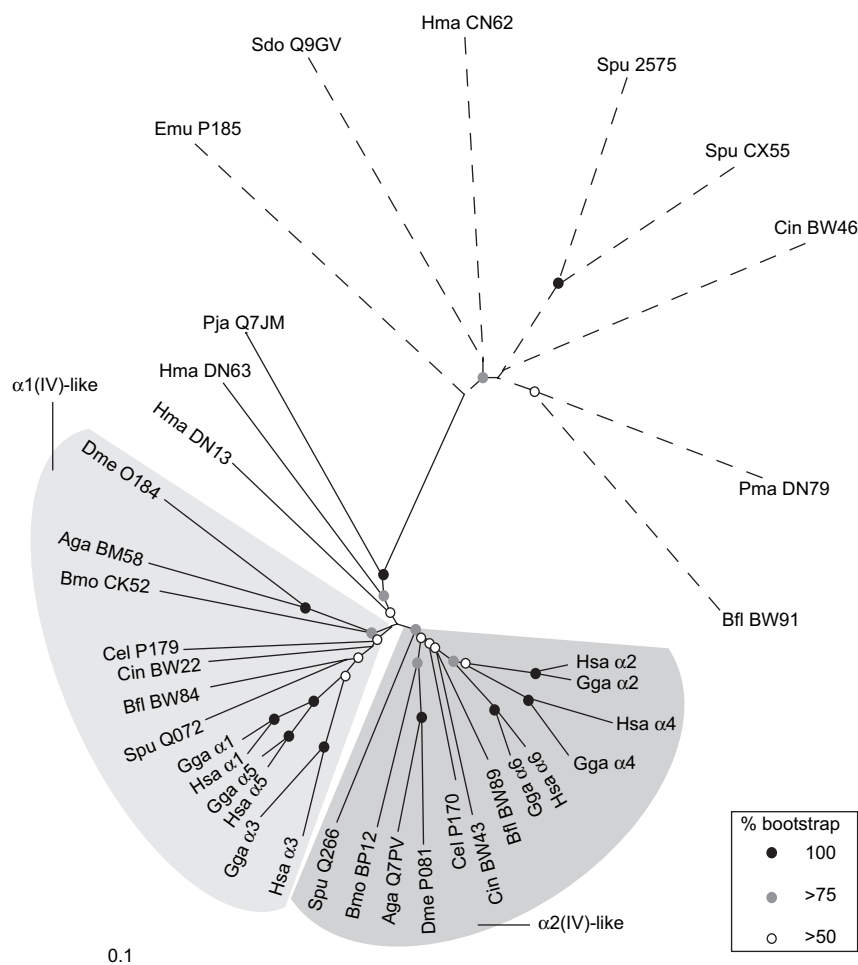 Hma CN62
Sdo Q9GV
Spu 2575
Emu P185
Spu CX55
Cin BW46
Pja Q7JM
Hma DN63
α1(IV)-like
Hma DN13
Dme O184
Pma DN79
Aga BM58
Bmo CK52
Bfl BW91
Cel P179
Cin BW22
Bfl BW84
Spu Q072
Gga α1
Hsa α1
Gga α5
Hsa α5
Gga α3
Hsa α3
Hsa α2
Gga α2
Hsa α4
Gga α4
Hsa α6
Gga α6
Bfl BW89
Cin BW43
Cel P170
Dme P081
Aga Q7PV
Bmo BP12
Spu Q266
α2(IV)-like
% bootstrap
100
>75
>50
0.1